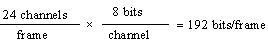 24 channels / frame × 8 bits / channel = 192 bits/frame